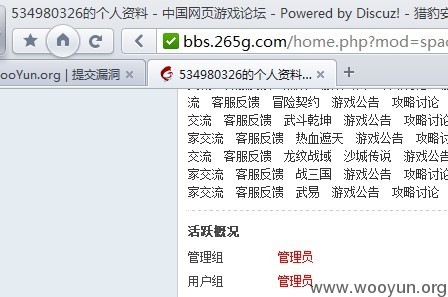 534980326的个人资料 - 中国网页游戏论坛 - Powered by Discuz! - 猎豹安
bbs.265g.com/home.php?mod=spa
ooYun.org | 提交漏洞 534980326的个人资料...
流 客服反馈 冒险契约 游戏公告 攻略讨论
交流 客服反馈 武斗乾坤 游戏公告
家交流 客服反馈 热血遮天 游戏公告
交流 客服反馈 龙纹战域 沙城传说 游戏公告
家交流 客服反馈 战三国 游戏公告 攻略讨论
家交流 客服反馈 武易 游戏公告 攻略讨论
活跃概况
管理组 管理员
用户组 管理员
www.wooyun.org